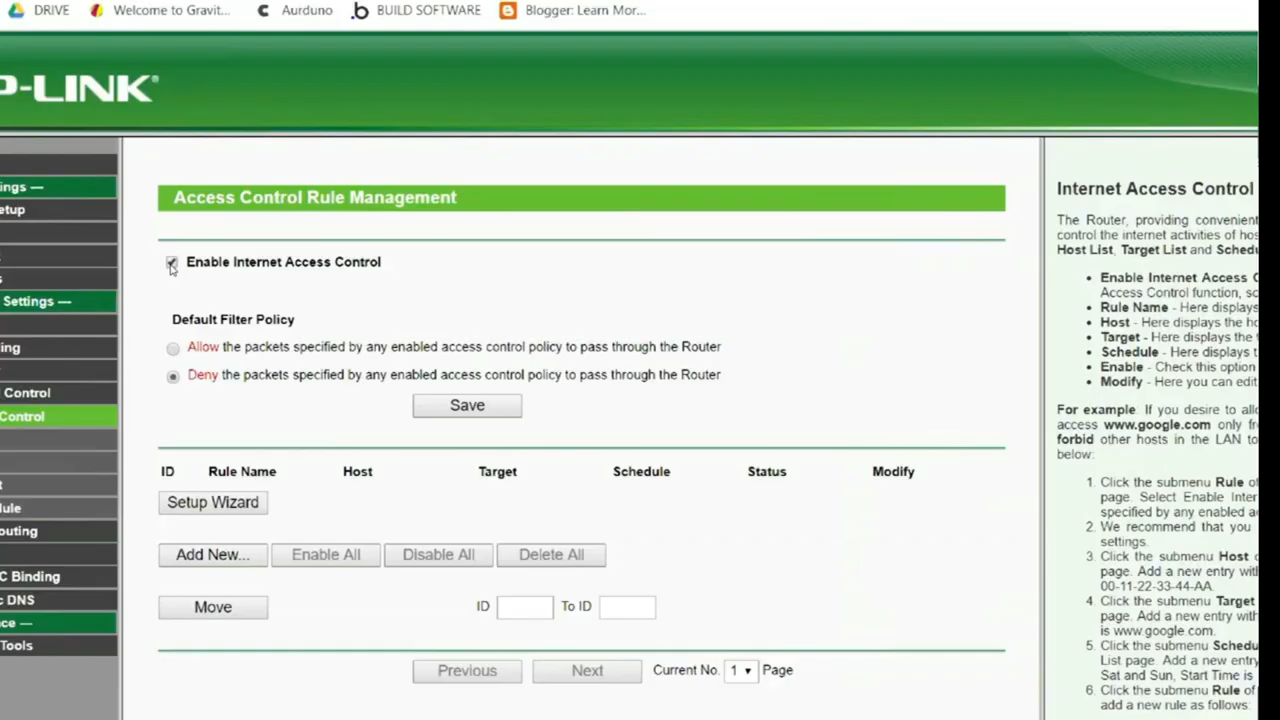 DRIVE Welcome to Gravit... Aurduno BUILD SOFTWARE Blogger: Learn Mor...
P-LINK®
ings —
etup
s
Settings —
ing
Control
Control
t
ule
outing
C Binding
c DNS
ce —
Tools
Access Control Rule Management
Enable Internet Access Control
Default Filter Policy
Allow the packets specified by any enabled access control policy to pass through the Router
Deny the packets specified by any enabled access control policy to pass through the Router
Save
ID Rule Name Host Target Schedule Status Modify
Setup Wizard
Add New... Enable All Disable All Delete All
Move ID To ID
Previous Next Current No. 1 Page
Internet Access Control
The Router, providing convenient
control the internet activities of hos
Host List, Target List and Schedu
• Enable Internet Access C
Access Control function, so
• Rule Name - Here displays
• Host - Here displays the ho
• Target - Here displays the
• Schedule - Here displays t
• Enable - Check this option
• Modify - Here you can edit
For example. If you desire to allo
access www.google.com only fr
forbid other hosts in the LAN to
below:
1. Click the submenu Rule of
page. Select Enable Inter
specified by any enabled a
2. We recommend that you
settings.
3. Click the submenu Host o
page. Add a new entry with
00-11-22-33-44-AA.
4. Click the submenu Target
page. Add a new entry with
is www.google.com.
5. Click the submenu Schedu
List page. Add a new entry
Sat and Sun, Start Time is
6. Click the submenu Rule of
add a new rule as follows: